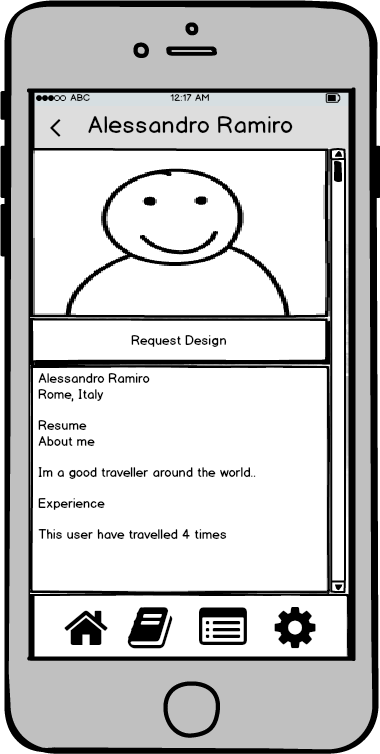 ABC 12:17 AM
Alessandro Ramiro
Request Design
Alessandro Ramiro
Rome, Italy
Resume
About me
Im a good traveller around the world..
Experience
This user have travelled 4 times